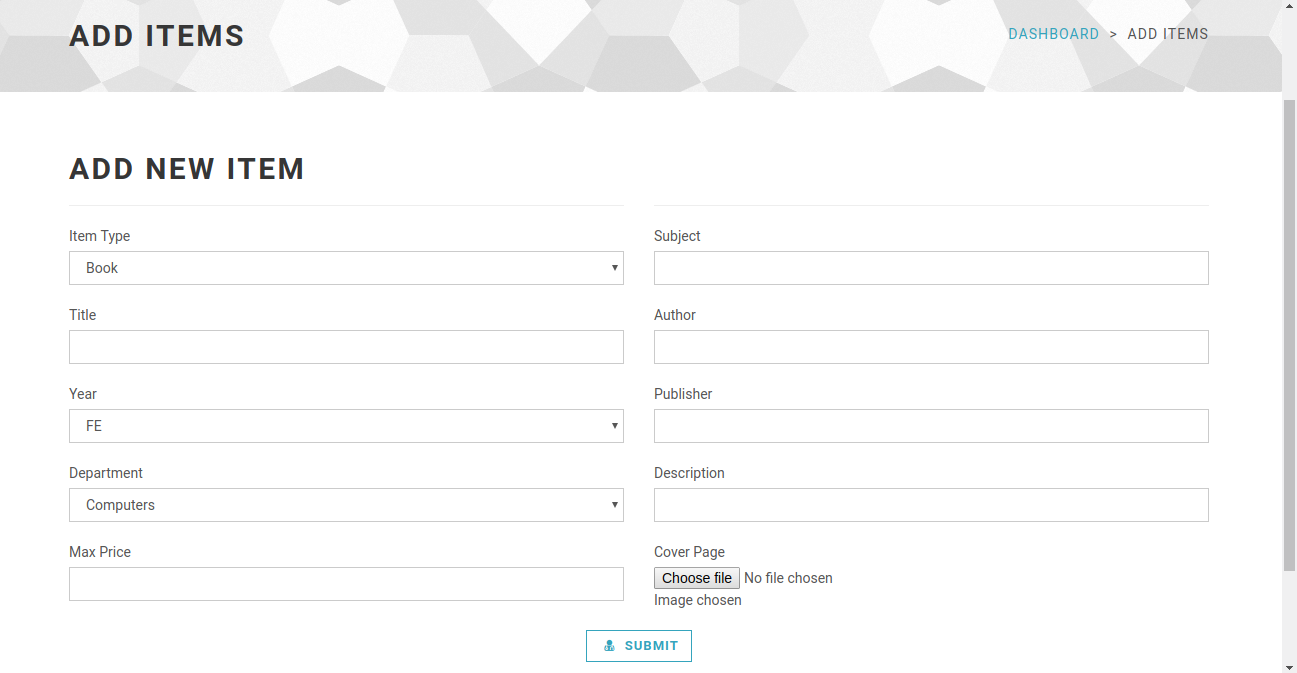 ADD ITEMS
DASHBOARD > ADD ITEMS
ADD NEW ITEM
Item Type
Subject
Book
Title
Author
Year
Publisher
FE
Department
Description
Computers
Max Price
Cover Page
Choose file No file chosen
Image chosen
SUBMIT